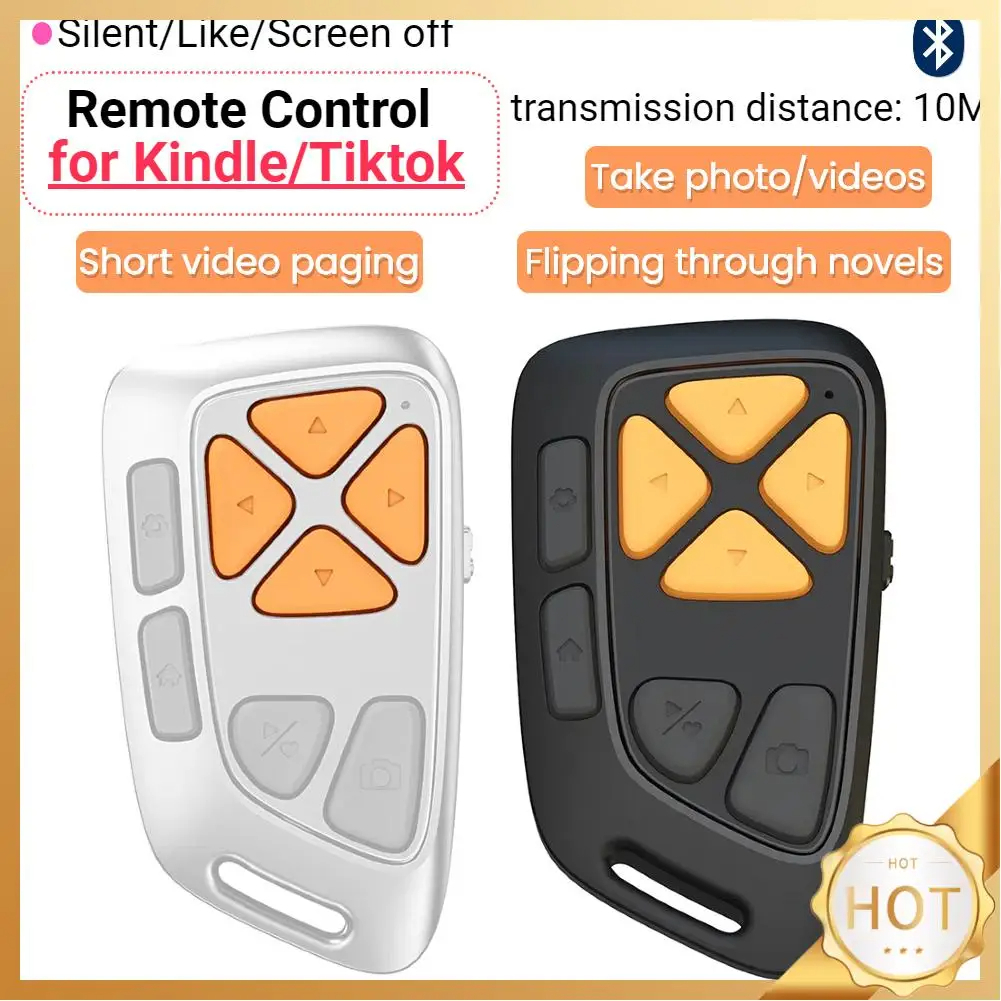 Silent/Like/Screen off
Remote Control
for Kindle/Tiktok
transmission distance: 10M
Take photo/videos
Short video paging
Flipping through novels
HOT
HOT